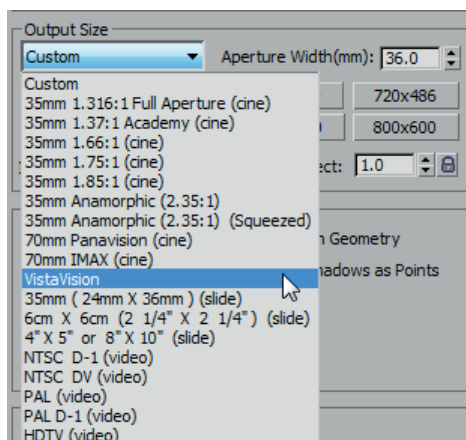 Output Size
Custom Aperture Width(mm): 36.0
Custom
35mm 1.316:1 Full Aperture (cine)
720x486
35mm 1.37:1 Academy (cine)
35mm 1.66:1 (cine)
800x600
35mm 1.75:1 (cine)
35mm 1.85:1 (cine)
ect: 1.0
35mm Anamorphic (2.35:1)
35mm Anamorphic (2.35:1) (Squeezed)
70mm Panavision (cine)
Geometry
70mm IMAX (cine)
VistaVision
adows as Points
35mm ( 24mm X 36mm ) (slide)
6cm X 6cm (2 1/4" X 2 1/4" ) (slide)
4" X 5" or 8" X 10" (slide)
NTSC D-1 (video)
NTSC DV (video)
PAL (video)
PAL D-1 (video)
HDTV (video)